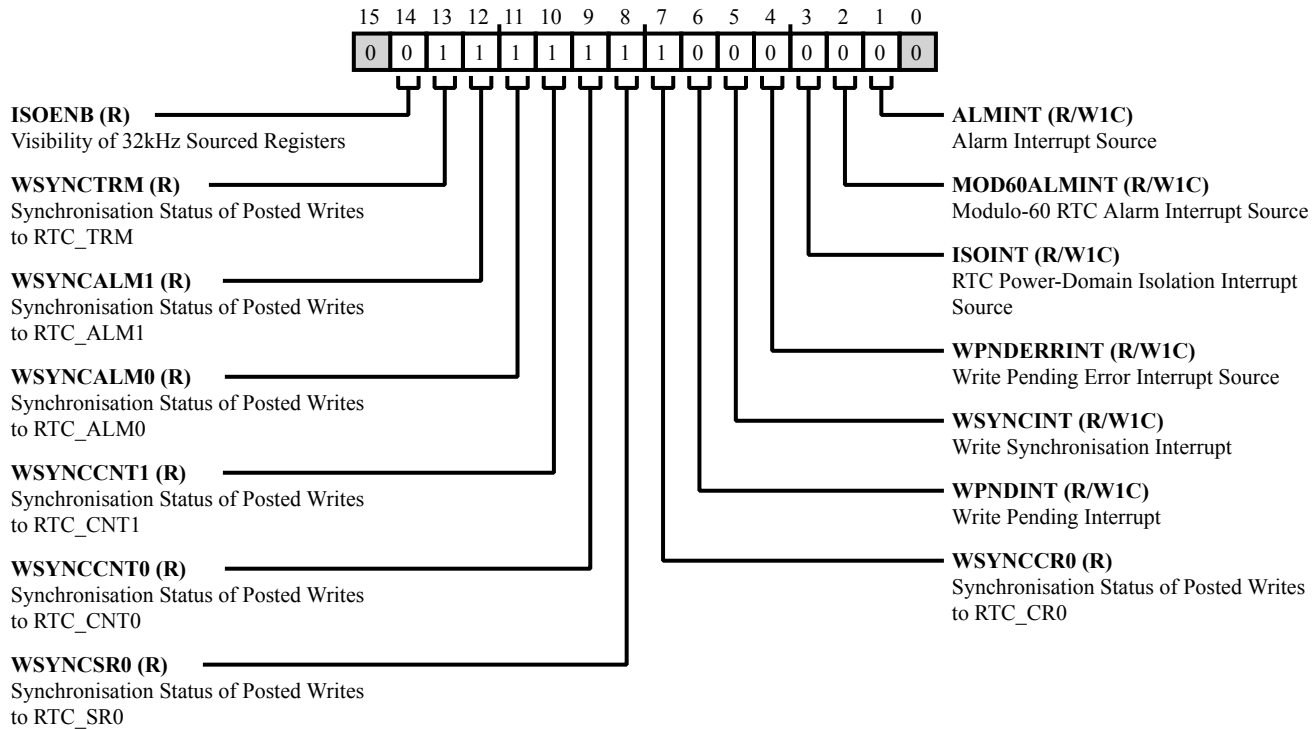 15 14 13 12 11 10 9 8 7 6 5 4 3 2 1 0
0 0 1 1 1 1 1 1 1 0 0 0 0 0 0 0
ISOENB (R)
Visibility of 32kHz Sourced Registers
WSYNCTRM (R)
Synchronisation Status of Posted Writes
to RTC_TRM
WSYNCALM1 (R)
Synchronisation Status of Posted Writes
to RTC_ALM1
WSYNCALM0 (R)
Synchronisation Status of Posted Writes
to RTC_ALM0
WSYNCCNT1 (R)
Synchronisation Status of Posted Writes
to RTC_CNT1
WSYNCCNT0 (R)
Synchronisation Status of Posted Writes
to RTC_CNT0
WSYNCSR0 (R)
Synchronisation Status of Posted Writes
to RTC_SR0
ALMINT (R/W1C)
Alarm Interrupt Source
MOD60ALMINT (R/W1C)
Modulo-60 RTC Alarm Interrupt Source
ISOINT (R/W1C)
RTC Power-Domain Isolation Interrupt
Source
WPNDERRINT (R/W1C)
Write Pending Error Interrupt Source
WSYNCINT (R/W1C)
Write Synchronisation Interrupt
WPNDINT (R/W1C)
Write Pending Interrupt
WSYNCCR0 (R)
Synchronisation Status of Posted Writes
to RTC_CR0